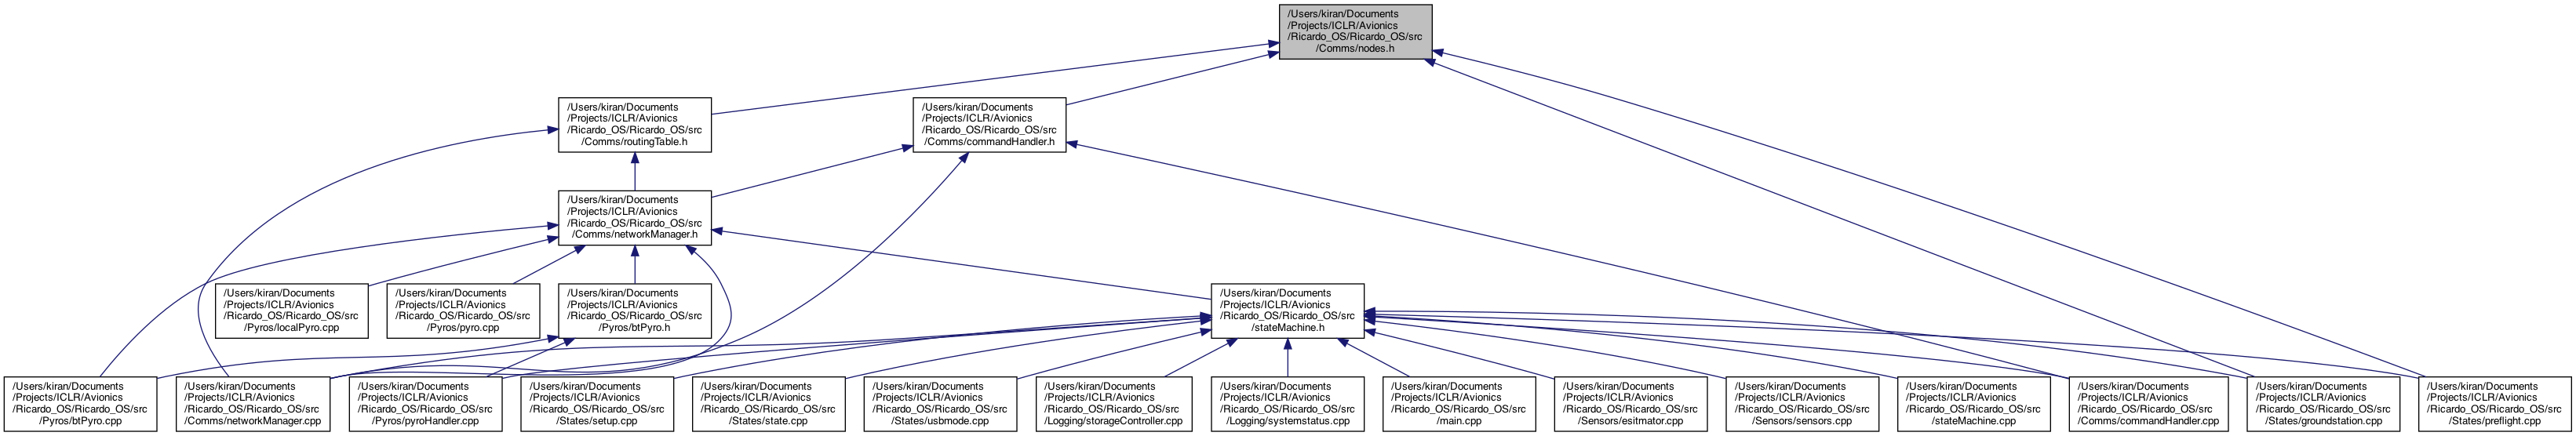 /Users/kiran/Documents
/Projects/ICLR/Avionics
/Ricardo_OS/Ricardo_OS/src
/Comms/nodes.h
/Users/kiran/Documents
/Projects/ICLR/Avionics
/Ricardo_OS/Ricardo_OS/src
/Comms/routingTable.h
/Users/kiran/Documents
/Projects/ICLR/Avionics
/Ricardo_OS/Ricardo_OS/src
/Comms/commandHandler.h
/Users/kiran/Documents
/Projects/ICLR/Avionics
/Ricardo_OS/Ricardo_OS/src
/Comms/networkManager.h
/Users/kiran/Documents
/Projects/ICLR/Avionics
/Ricardo_OS/Ricardo_OS/src
/Pyros/localPyro.cpp
/Users/kiran/Documents
/Projects/ICLR/Avionics
/Ricardo_OS/Ricardo_OS/src
/Pyros/pyro.cpp
/Users/kiran/Documents
/Projects/ICLR/Avionics
/Ricardo_OS/Ricardo_OS/src
/Pyros/btPyro.h
/Users/kiran/Documents
/Projects/ICLR/Avionics
/Ricardo_OS/Ricardo_OS/src
/stateMachine.h
/Users/kiran/Documents
/Projects/ICLR/Avionics
/Ricardo_OS/Ricardo_OS/src
/Pyros/btPyro.cpp
/Users/kiran/Documents
/Projects/ICLR/Avionics
/Ricardo_OS/Ricardo_OS/src
/Comms/networkManager.cpp
/Users/kiran/Documents
/Projects/ICLR/Avionics
/Ricardo_OS/Ricardo_OS/src
/Pyros/pyroHandler.cpp
/Users/kiran/Documents
/Projects/ICLR/Avionics
/Ricardo_OS/Ricardo_OS/src
/States/setup.cpp
/Users/kiran/Documents
/Projects/ICLR/Avionics
/Ricardo_OS/Ricardo_OS/src
/States/state.cpp
/Users/kiran/Documents
/Projects/ICLR/Avionics
/Ricardo_OS/Ricardo_OS/src
/States/usbmode.cpp
/Users/kiran/Documents
/Projects/ICLR/Avionics
/Ricardo_OS/Ricardo_OS/src
/Logging/storageController.cpp
/Users/kiran/Documents
/Projects/ICLR/Avionics
/Ricardo_OS/Ricardo_OS/src
/Logging/systemstatus.cpp
/Users/kiran/Documents
/Projects/ICLR/Avionics
/Ricardo_OS/Ricardo_OS/src
/main.cpp
/Users/kiran/Documents
/Projects/ICLR/Avionics
/Ricardo_OS/Ricardo_OS/src
/Sensors/esitmator.cpp
/Users/kiran/Documents
/Projects/ICLR/Avionics
/Ricardo_OS/Ricardo_OS/src
/Sensors/sensors.cpp
/Users/kiran/Documents
/Projects/ICLR/Avionics
/Ricardo_OS/Ricardo_OS/src
/stateMachine.cpp
/Users/kiran/Documents
/Projects/ICLR/Avionics
/Ricardo_OS/Ricardo_OS/src
/Comms/commandHandler.cpp
/Users/kiran/Documents
/Projects/ICLR/Avionics
/Ricardo_OS/Ricardo_OS/src
/States/groundstation.cpp
/Users/kiran/Documents
/Projects/ICLR/Avionics
/Ricardo_OS/Ricardo_OS/src
/States/preflight.cpp